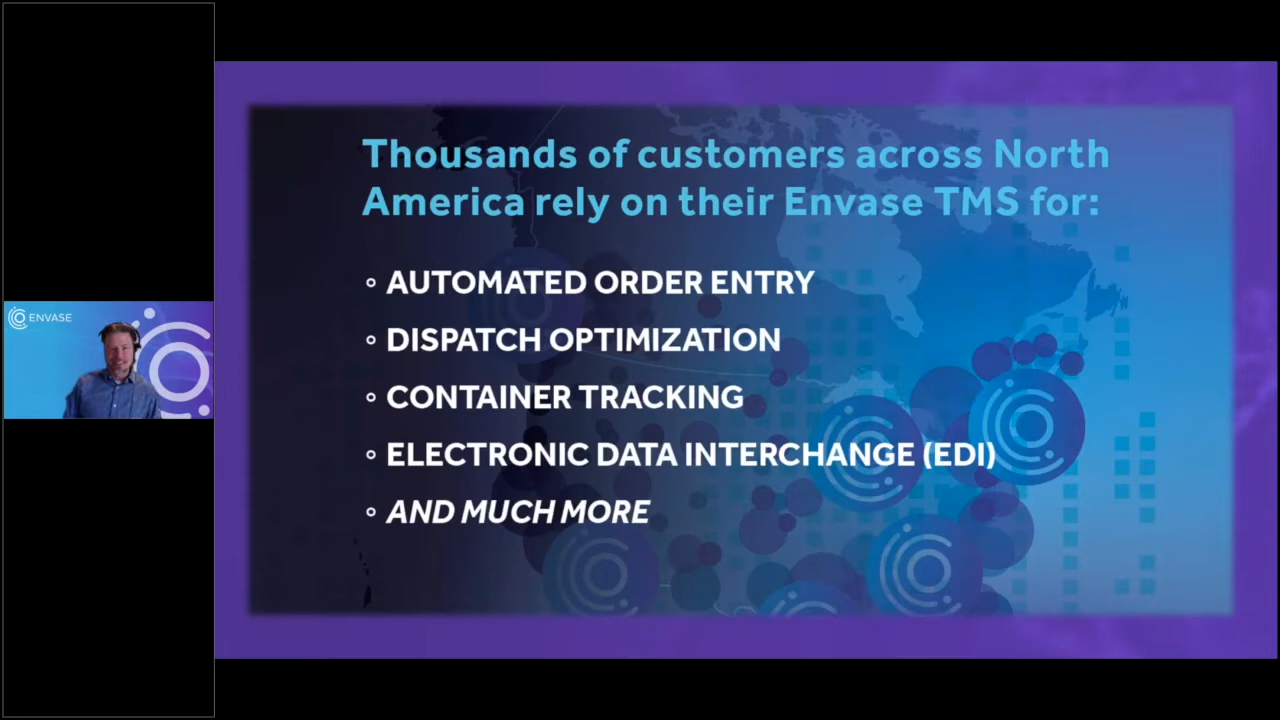 ENVASE
Thousands of customers across North
America rely on their Envase TMS for:
◦ AUTOMATED ORDER ENTRY
◦ DISPATCH OPTIMIZATION
◦ CONTAINER TRACKING
◦ ELECTRONIC DATA INTERCHANGE (EDI)
◦ AND MUCH MORE